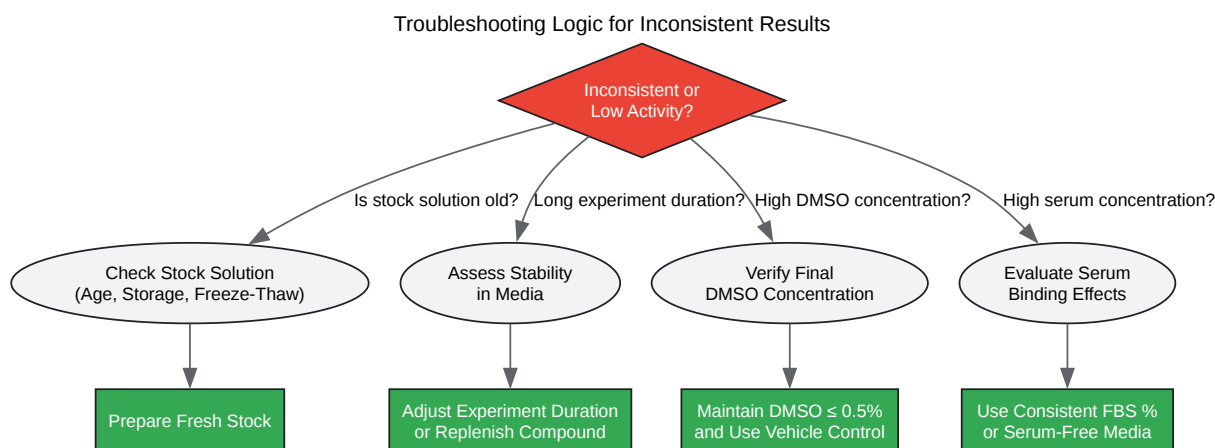 Troubleshooting Logic for Inconsistent Results
Inconsistent or
Low Activity?
Is stock solution old?
Long experiment duration?
High DMSO concentration?
High serum concentration?
Check Stock Solution
(Age, Storage, Freeze-Thaw)
Assess Stability
in Media
Verify Final
DMSO Concentration
Evaluate Serum
Binding Effects
Prepare Fresh Stock
Adjust Experiment Duration
or Replenish Compound
Maintain DMSO ≤ 0.5%
and Use Vehicle Control
Use Consistent FBS %
or Serum-Free Media